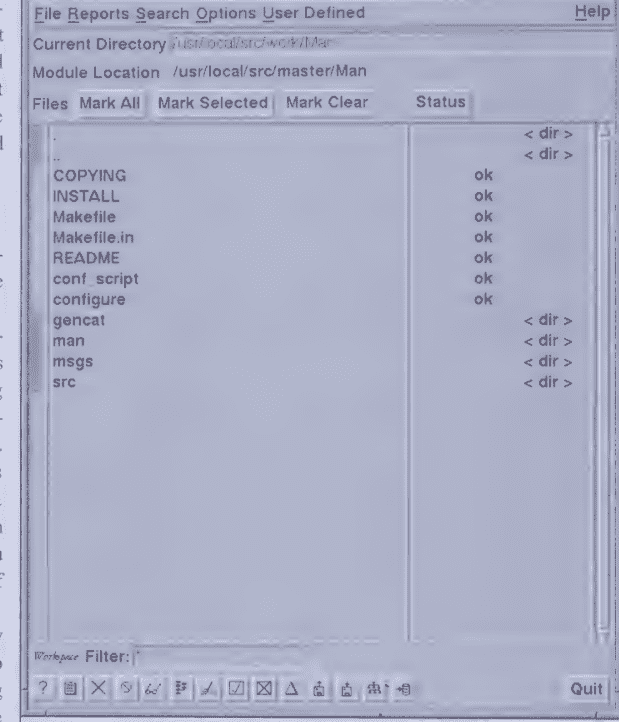 File Reports Search Options User Defined Help
Current Directory /usr/local/src/work/Man
Module Location /usr/local/src/master/Man
Files Mark All Mark Selected Mark Clear Status
. < dir >
.. < dir >
COPYING ok
INSTALL ok
Makefile ok
Makefile.in ok
README ok
conf_script ok
configure ok
gencat < dir >
man < dir >
msgs < dir >
src < dir >
Workspace Filter: *
? Quit